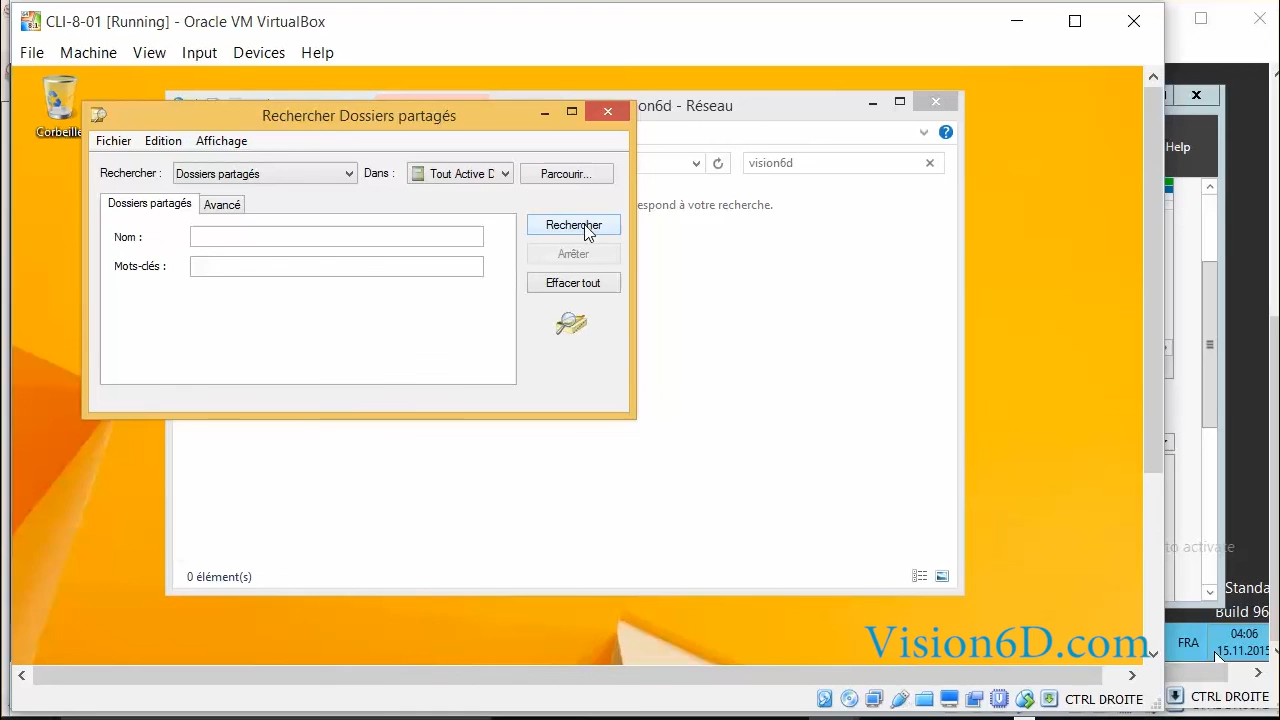 CLI-8-01 [Running] - Oracle VM VirtualBox
File Machine View Input Devices Help
Corbeille
Rechercher Dossiers partagés
on6d - Réseau
Fichier Edition Affichage
Help
Rechercher : Dossiers partagés Dans : Tout Active D Parcourir...
vision6d
Dossiers partagés Avancé
espond à votre recherche.
Nom :
Rechercher
Arrêter
Mots-clés :
Effacer tout
to activate
0 élément(s)
Standa
Build 96
Vision6D.com
FRA
04:06
15.11.2015
CTRL DROITE
CTRL DROITE